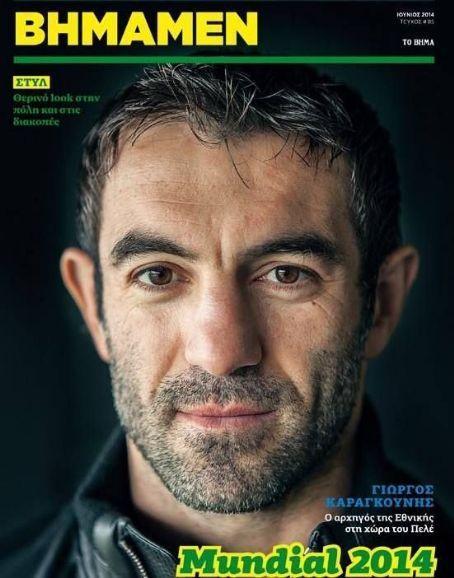 ΒΗΜΑΜΕΝ
ΙΟΥΝΙΟΣ 2014
ΤΟ ΒΗΜΑ
ΣΤΥΛ
Θερινό look στην
πόλη και στις
διακοπές
ΓΙΩΡΓΟΣ
ΚΑΡΑΓΚΟΥΝΗΣ
Ο αρχηγός της Εθνικής
στη χώρα του Πελέ
Mundial 2014